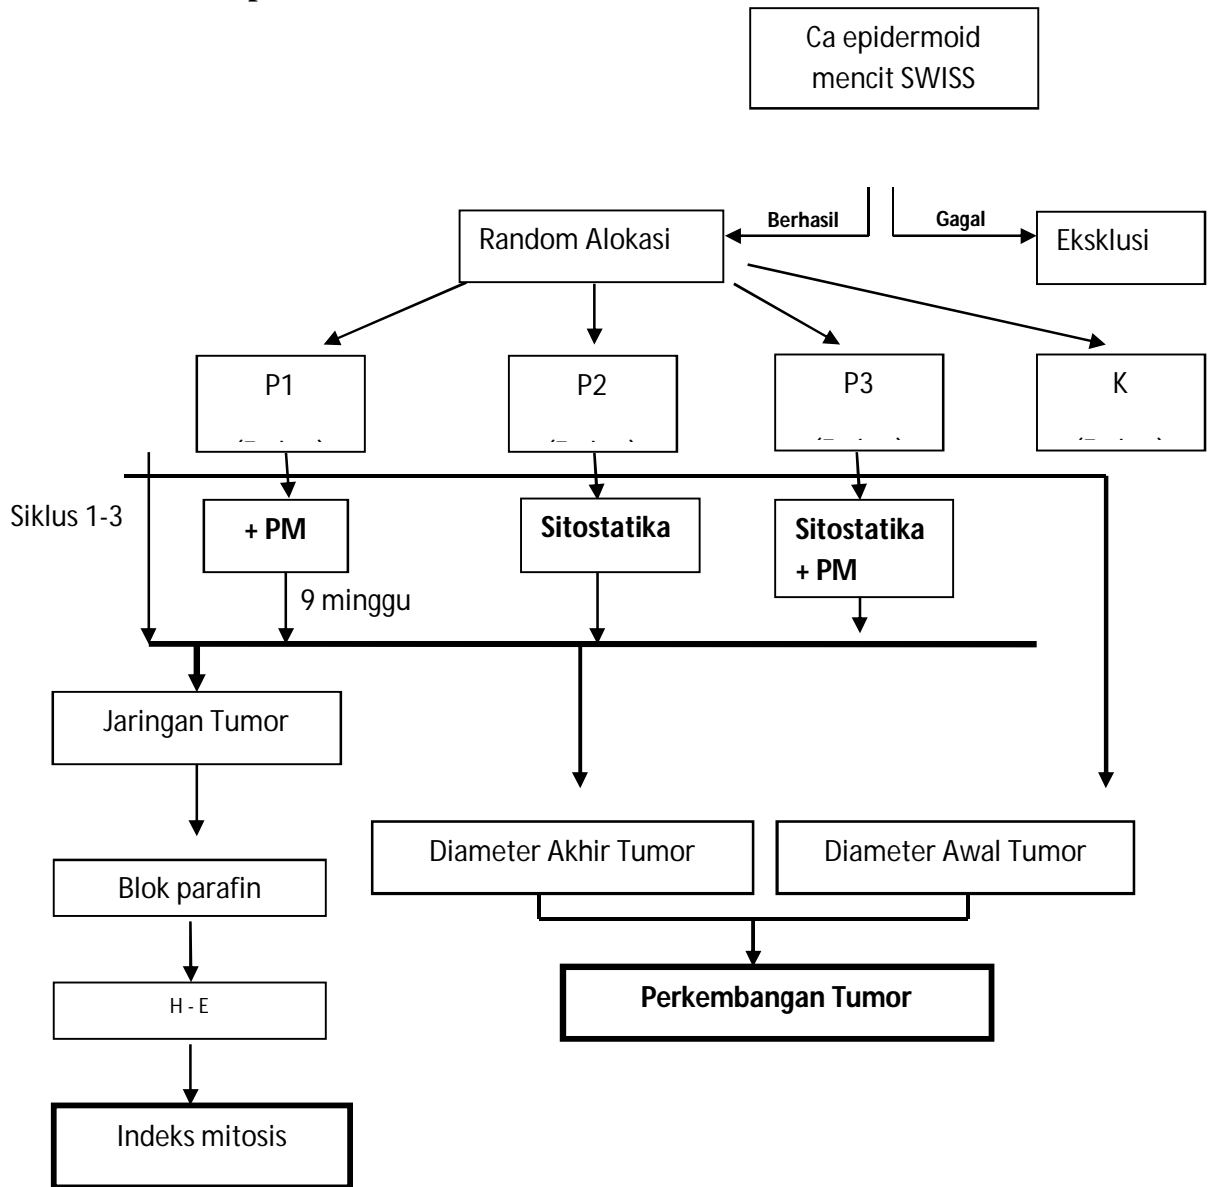 Ca epidermoid
mencit SWISS
Berhasil
Gagal
Random Alokasi
Eksklusi
P1
P2
P3
K
Siklus 1-3
+ PM
Sitostatika
Sitostatika
+ PM
9 minggu
Jaringan Tumor
Diameter Akhir Tumor
Diameter Awal Tumor
Blok parafin
H - E
Perkembangan Tumor
Indeks mitosis